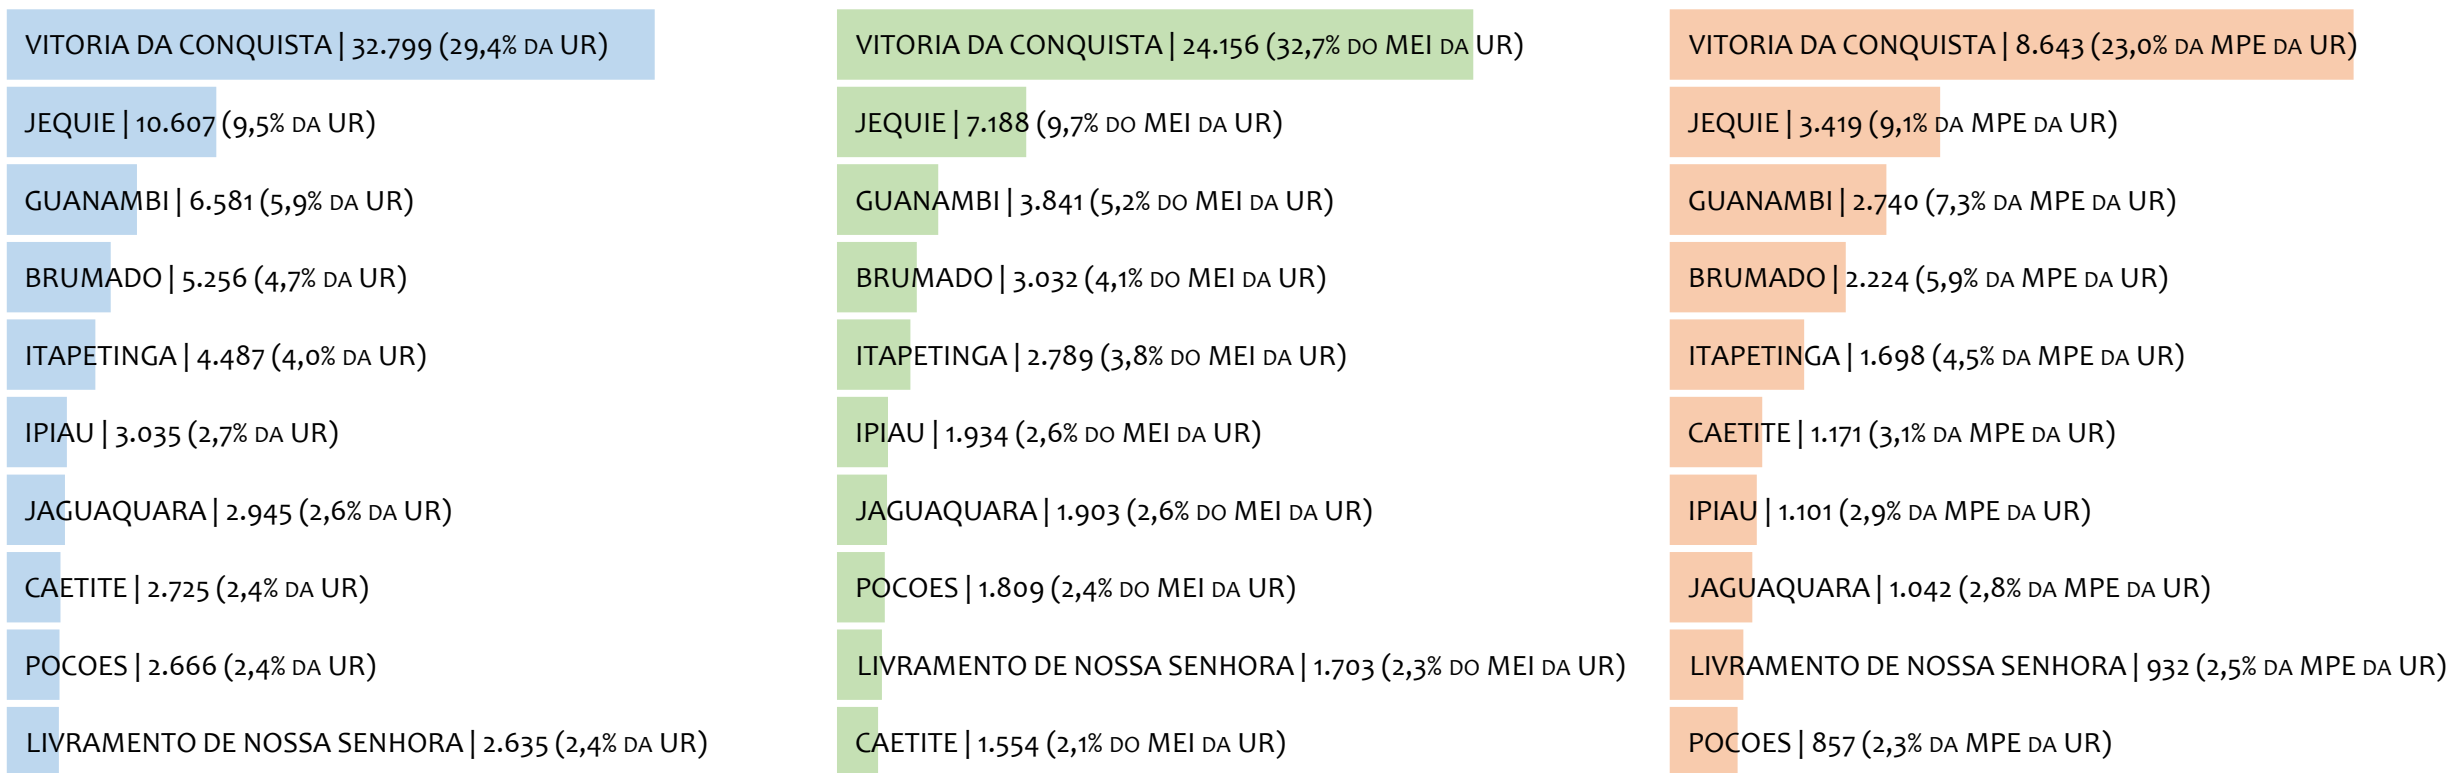 VITORIA DA CONQUISTA | 32.799 (29,4% DA UR)
JEQUIE | 10.607 (9,5% DA UR)
GUANAMBI | 6.581 (5,9% DA UR)
BRUMADO | 5.256 (4,7% DA UR)
ITAPETINGA | 4.487 (4,0% DA UR)
IPIAU | 3.035 (2,7% DA UR)
JAGUAQUARA | 2.945 (2,6% DA UR)
CAETITE | 2.725 (2,4% DA UR)
POCOES | 2.666 (2,4% DA UR)
LIVRAMENTO DE NOSSA SENHORA | 2.635 (2,4% DA UR)
VITORIA DA CONQUISTA | 24.156 (32,7% DO MEI DA UR)
JEQUIE | 7.188 (9,7% DO MEI DA UR)
GUANAMBI | 3.841 (5,2% DO MEI DA UR)
BRUMADO | 3.032 (4,1% DO MEI DA UR)
ITAPETINGA | 2.789 (3,8% DO MEI DA UR)
IPIAU | 1.934 (2,6% DO MEI DA UR)
JAGUAQUARA | 1.903 (2,6% DO MEI DA UR)
POCOES | 1.809 (2,4% DO MEI DA UR)
LIVRAMENTO DE NOSSA SENHORA | 1.703 (2,3% DO MEI DA UR)
CAETITE | 1.554 (2,1% DO MEI DA UR)
VITORIA DA CONQUISTA | 8.643 (23,0% DA MPE DA UR)
JEQUIE | 3.419 (9,1% DA MPE DA UR)
GUANAMBI | 2.740 (7,3% DA MPE DA UR)
BRUMADO | 2.224 (5,9% DA MPE DA UR)
ITAPETINGA | 1.698 (4,5% DA MPE DA UR)
CAETITE | 1.171 (3,1% DA MPE DA UR)
IPIAU | 1.101 (2,9% DA MPE DA UR)
JAGUAQUARA | 1.042 (2,8% DA MPE DA UR)
LIVRAMENTO DE NOSSA SENHORA | 932 (2,5% DA MPE DA UR)
POCOES | 857 (2,3% DA MPE DA UR)